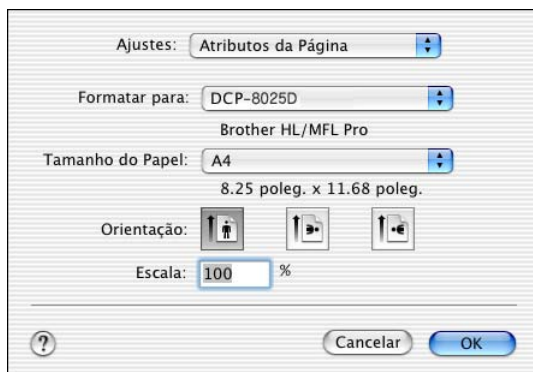 Ajustes: Atributos da Página
Formatar para: DCP-8025D
Brother HL/MFL Pro
Tamanho do Papel: A4
8.25 poleg. x 11.68 poleg.
Orientação:
Escala: 100 %
? Cancelar OK